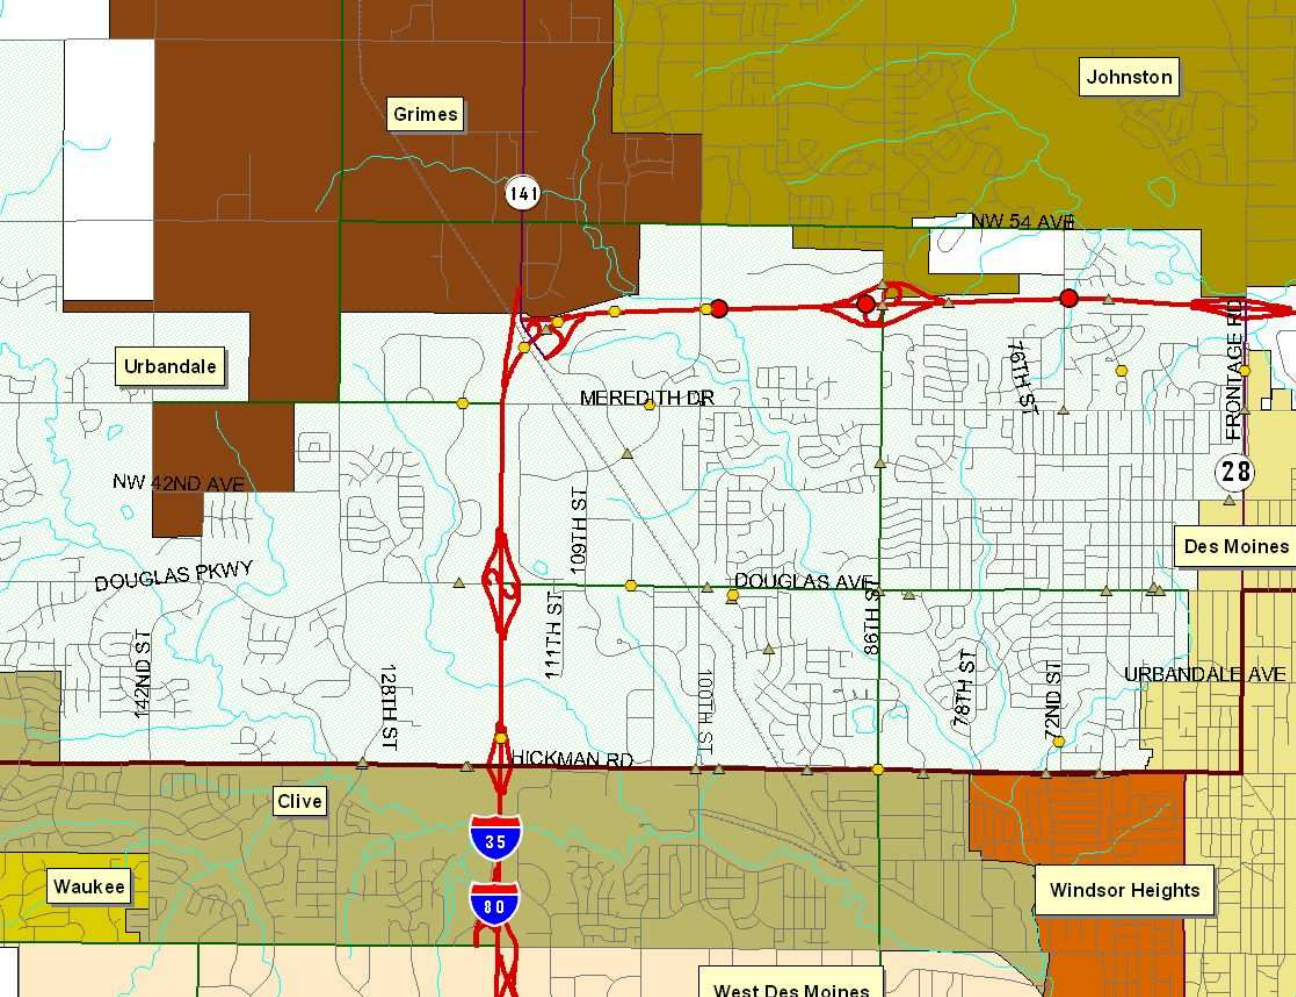 Johnston
Grimes
141
NW 54 AVE
Urbandale
76TH ST
FRONTAGE RD
MEREDITH DR
28
NW 42ND AVE
109TH ST
Des Moines
DOUGLAS PKWY
DOUGLAS AVE
111TH ST
86TH ST
142ND ST
128TH ST
100TH ST
78TH ST
72ND ST
URBANDALE AVE
HICKMAN RD
Clive
35
Waukee
80
Windsor Heights
West Des Moines